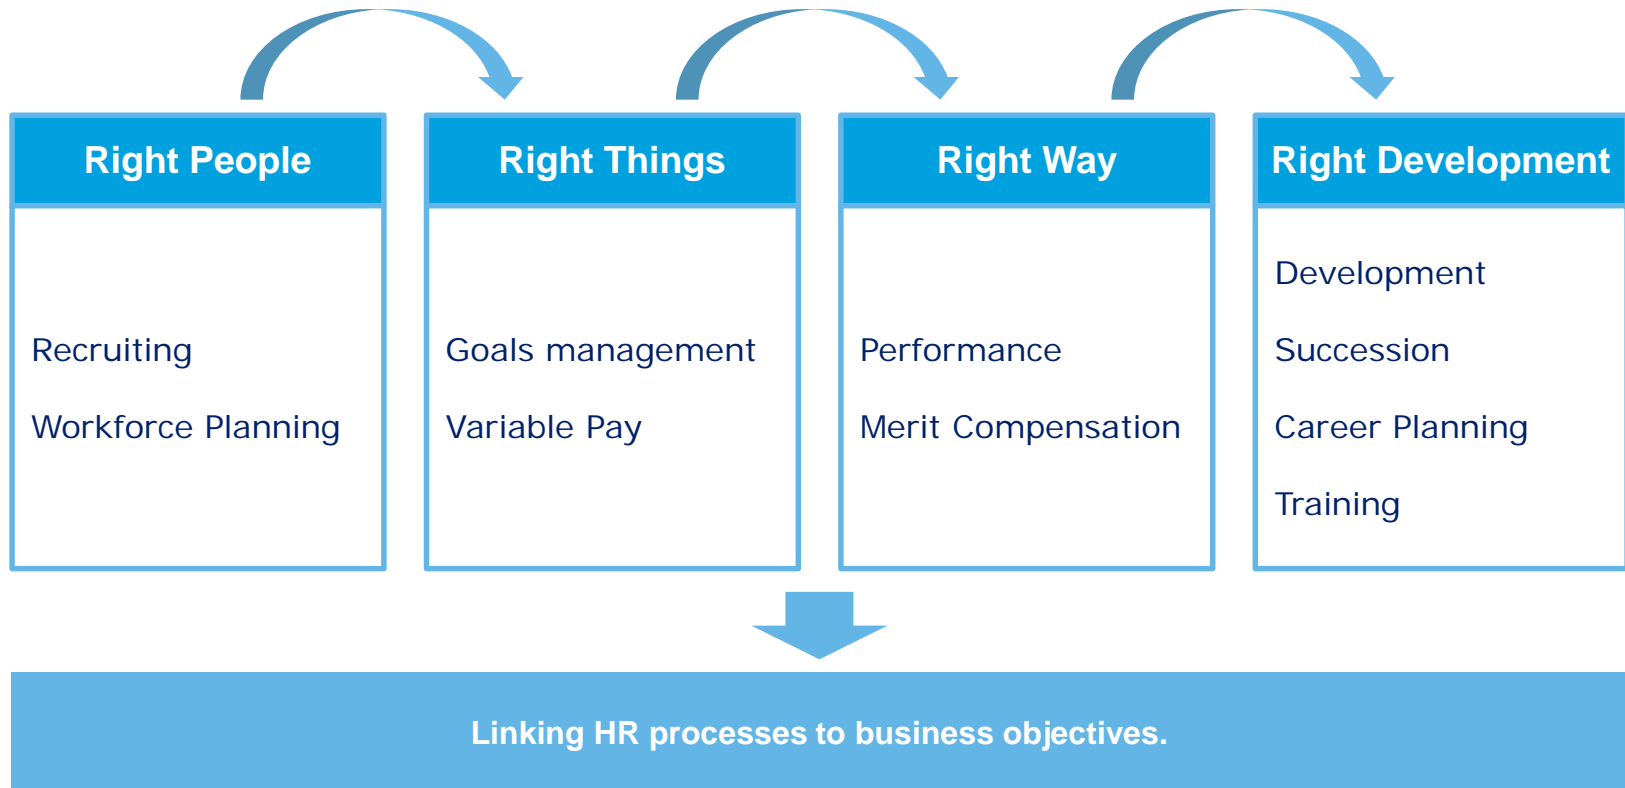 Right People
Recruiting
Workforce Planning
Right Things
Goals management
Variable Pay
Right Way
Performance
Merit Compensation
Right Development
Development
Succession
Career Planning
Training
Linking HR processes to business objectives.